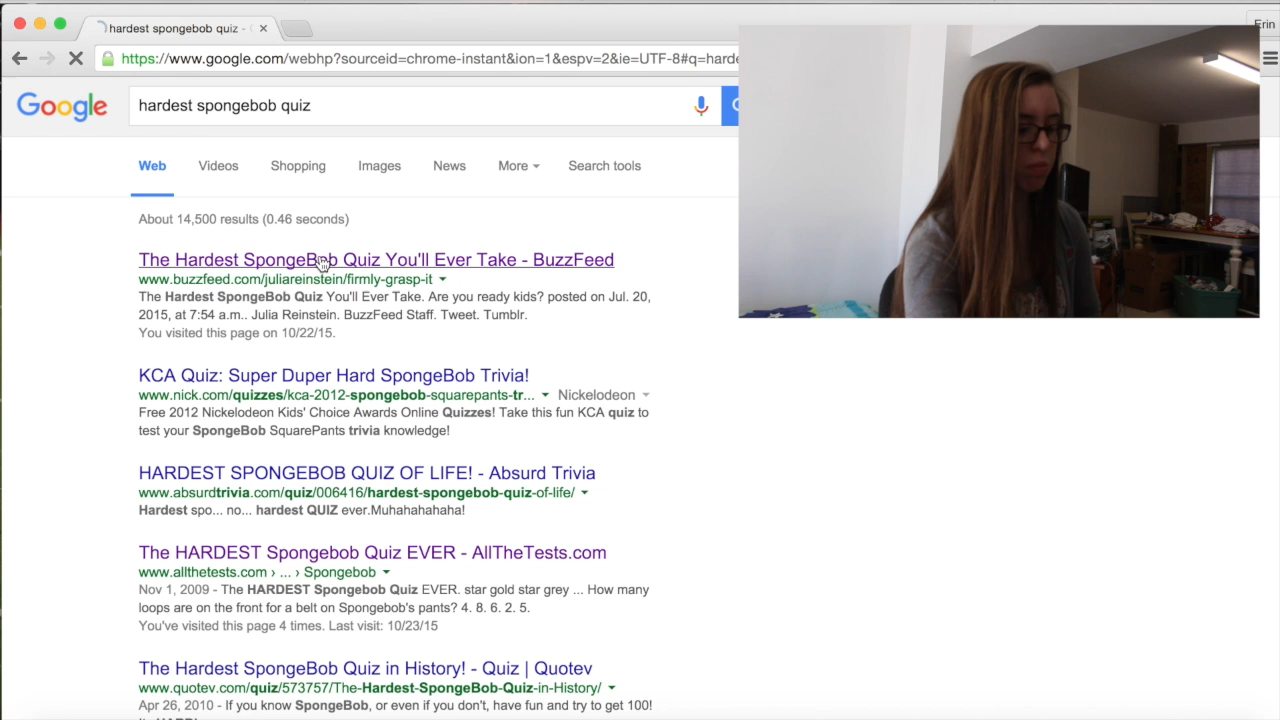 hardest spongebob quiz -
Erin
https://www.google.com/webhp?sourceid=chrome-instant&ion=1&espv=2&ie=UTF-8#q=harde
Google
hardest spongebob quiz
Web Videos Shopping Images News More Search tools
About 14,500 results (0.46 seconds)
The Hardest SpongeBob Quiz You'll Ever Take - BuzzFeed
www.buzzfeed.com/juliareinstein/firmly-grasp-it
The Hardest SpongeBob Quiz You'll Ever Take. Are you ready kids? posted on Jul. 20,
2015, at 7:54 a.m.. Julia Reinstein. BuzzFeed Staff. Tweet. Tumblr.
You visited this page on 10/22/15.
KCA Quiz: Super Duper Hard SpongeBob Trivia!
www.nick.com/quizzes/kca-2012-spongebob-squarepants-tr... Nickelodeon
Free 2012 Nickelodeon Kids' Choice Awards Online Quizzes! Take this fun KCA quiz to
test your SpongeBob SquarePants trivia knowledge!
HARDEST SPONGEBOB QUIZ OF LIFE! - Absurd Trivia
www.absurdtrivia.com/quiz/006416/hardest-spongebob-quiz-of-life/
Hardest spo... no... hardest QUIZ ever.Muhahahahaha!
The HARDEST Spongebob Quiz EVER - AllTheTests.com
www.allthetests.com › ... › Spongebob
Nov 1, 2009 - The HARDEST Spongebob Quiz EVER. star gold star grey ... How many
loops are on the front for a belt on Spongebob's pants? 4. 8. 6. 2. 5.
You've visited this page 4 times. Last visit: 10/23/15
The Hardest SpongeBob Quiz in History! - Quiz | Quotev
www.quotev.com/quiz/573757/The-Hardest-SpongeBob-Quiz-in-History/
Apr 26, 2010 - If you know SpongeBob, or even if you don't, have fun and try to get 100!